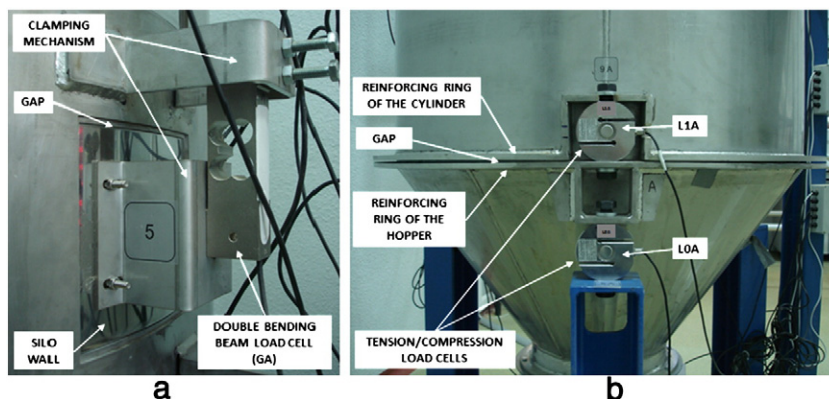 CLAMPING
MECHANISM
GAP
5
SILO
WALL
DOUBLE BENDING
BEAM LOAD CELL
(GA)
a
REINFORCING RING
OF THE CYLINDER
GAP
REINFORCING
RING OF THE
HOPPER
L1A
A
L0A
TENSION/COMPRESSION
LOAD CELLS
b